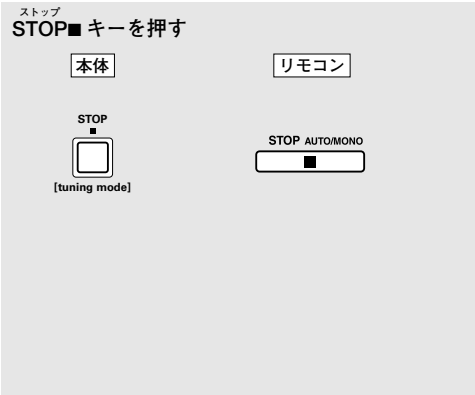 ストップ
STOP■ キーを押す
本体
リモコン
STOP
■
[tuning mode]
STOP AUTO/MONO
■